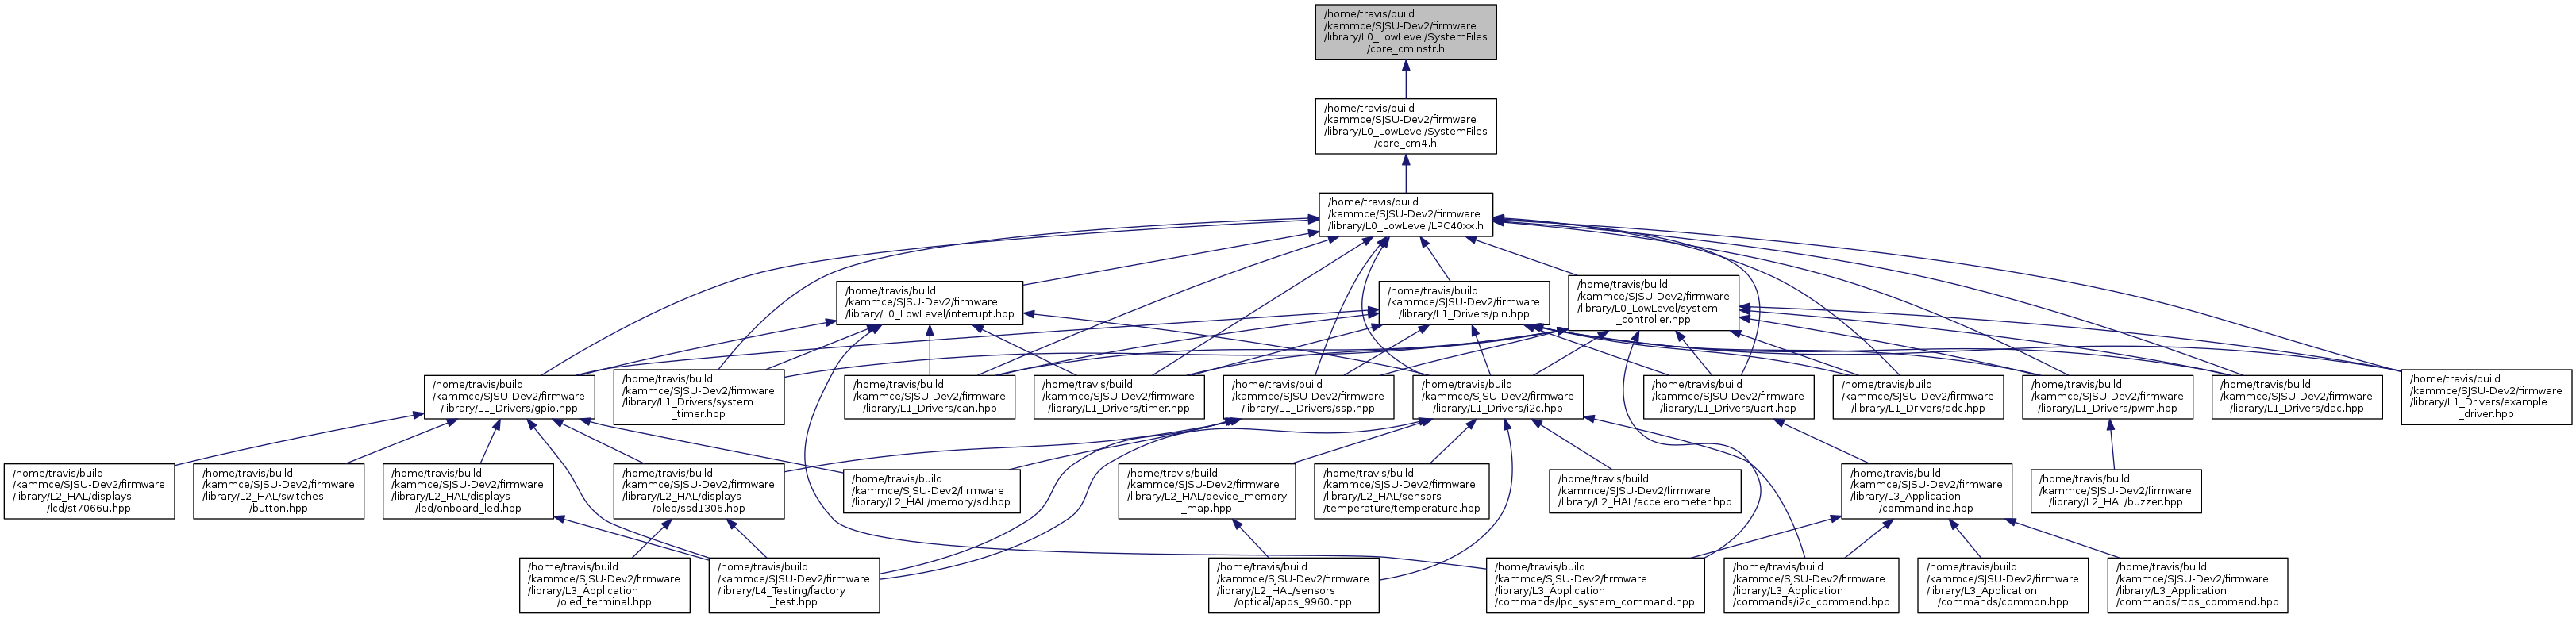 /home/travis/build
/kammce/SJSU-Dev2/firmware
/library/L0_LowLevel/SystemFiles
/core_cmInstr.h
/home/travis/build
/kammce/SJSU-Dev2/firmware
/library/L0_LowLevel/SystemFiles
/core_cm4.h
/home/travis/build
/kammce/SJSU-Dev2/firmware
/library/L0_LowLevel/LPC40xx.h
/home/travis/build
/kammce/SJSU-Dev2/firmware
/library/L0_LowLevel/interrupt.hpp
/home/travis/build
/kammce/SJSU-Dev2/firmware
/library/L1_Drivers/pin.hpp
/home/travis/build
/kammce/SJSU-Dev2/firmware
/library/L0_LowLevel/system
_controller.hpp
/home/travis/build
/kammce/SJSU-Dev2/firmware
/library/L1_Drivers/gpio.hpp
/home/travis/build
/kammce/SJSU-Dev2/firmware
/library/L1_Drivers/system
_timer.hpp
/home/travis/build
/kammce/SJSU-Dev2/firmware
/library/L1_Drivers/can.hpp
/home/travis/build
/kammce/SJSU-Dev2/firmware
/library/L1_Drivers/timer.hpp
/home/travis/build
/kammce/SJSU-Dev2/firmware
/library/L1_Drivers/ssp.hpp
/home/travis/build
/kammce/SJSU-Dev2/firmware
/library/L1_Drivers/i2c.hpp
/home/travis/build
/kammce/SJSU-Dev2/firmware
/library/L1_Drivers/uart.hpp
/home/travis/build
/kammce/SJSU-Dev2/firmware
/library/L1_Drivers/adc.hpp
/home/travis/build
/kammce/SJSU-Dev2/firmware
/library/L1_Drivers/pwm.hpp
/home/travis/build
/kammce/SJSU-Dev2/firmware
/library/L1_Drivers/dac.hpp
/home/travis/build
/kammce/SJSU-Dev2/firmware
/library/L1_Drivers/example
_driver.hpp
/home/travis/build
/kammce/SJSU-Dev2/firmware
/library/L2_HAL/displays
/lcd/st7066u.hpp
/home/travis/build
/kammce/SJSU-Dev2/firmware
/library/L2_HAL/switches
/button.hpp
/home/travis/build
/kammce/SJSU-Dev2/firmware
/library/L2_HAL/displays
/led/onboard_led.hpp
/home/travis/build
/kammce/SJSU-Dev2/firmware
/library/L2_HAL/displays
/oled/ssd1306.hpp
/home/travis/build
/kammce/SJSU-Dev2/firmware
/library/L2_HAL/memory/sd.hpp
/home/travis/build
/kammce/SJSU-Dev2/firmware
/library/L2_HAL/device_memory
_map.hpp
/home/travis/build
/kammce/SJSU-Dev2/firmware
/library/L2_HAL/sensors
/temperature/temperature.hpp
/home/travis/build
/kammce/SJSU-Dev2/firmware
/library/L2_HAL/accelerometer.hpp
/home/travis/build
/kammce/SJSU-Dev2/firmware
/library/L3_Application
/commandline.hpp
/home/travis/build
/kammce/SJSU-Dev2/firmware
/library/L2_HAL/buzzer.hpp
/home/travis/build
/kammce/SJSU-Dev2/firmware
/library/L3_Application
/oled_terminal.hpp
/home/travis/build
/kammce/SJSU-Dev2/firmware
/library/L4_Testing/factory
_test.hpp
/home/travis/build
/kammce/SJSU-Dev2/firmware
/library/L2_HAL/sensors
/optical/apds_9960.hpp
/home/travis/build
/kammce/SJSU-Dev2/firmware
/library/L3_Application
/commands/lpc_system_command.hpp
/home/travis/build
/kammce/SJSU-Dev2/firmware
/library/L3_Application
/commands/i2c_command.hpp
/home/travis/build
/kammce/SJSU-Dev2/firmware
/library/L3_Application
/commands/common.hpp
/home/travis/build
/kammce/SJSU-Dev2/firmware
/library/L3_Application
/commands/rtos_command.hpp